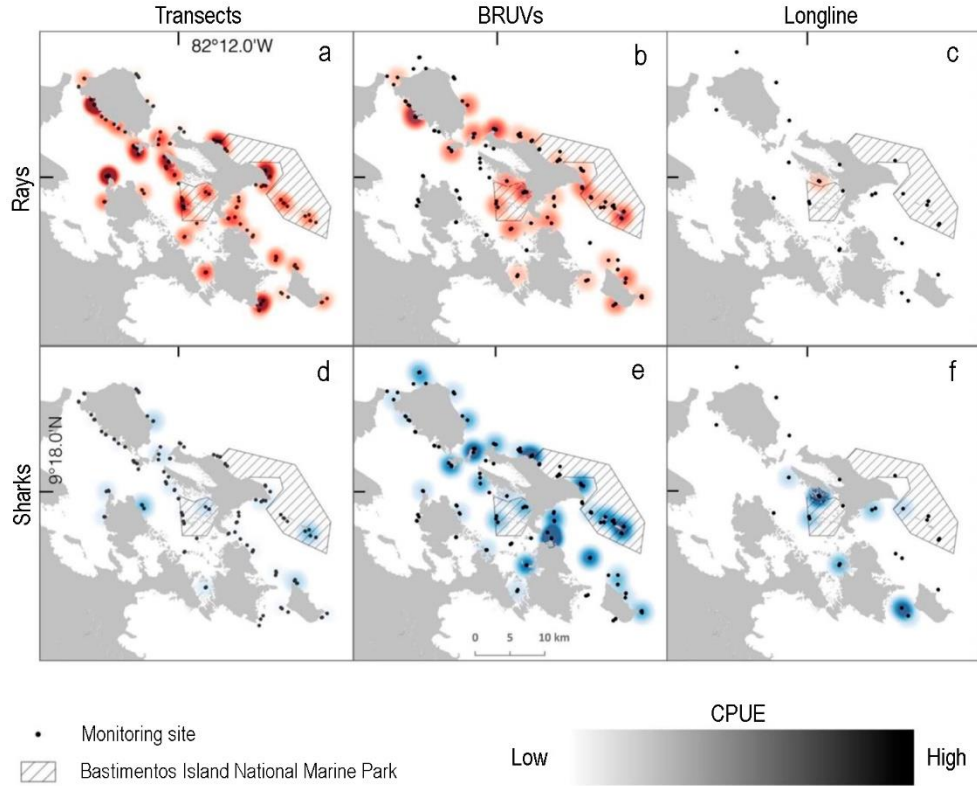 Transects
BRUVs
Longline
82°12.0'W
a
b
c
Rays
d
e
f
9°18.0'N
Sharks
0 5 10 km
Monitoring site
Bastimentos Island National Marine Park
CPUE
Low
High